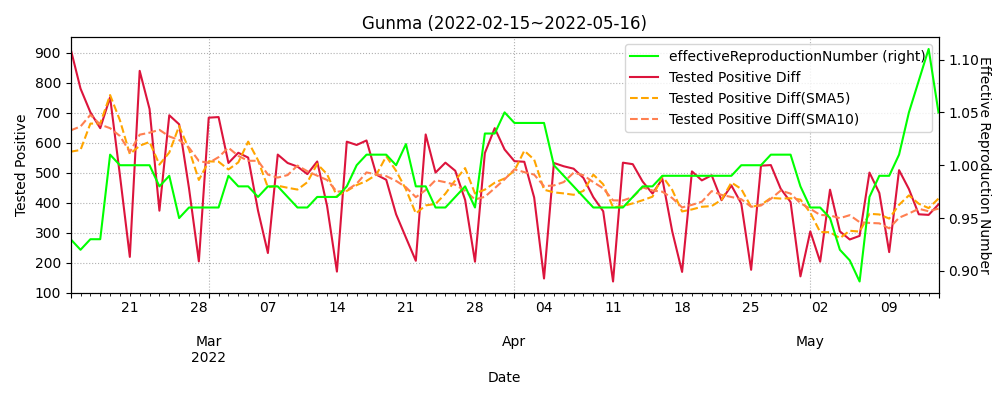 Gunma (2022-02-15~2022-05-16)
effectiveReproductionNumber (right)
Tested Positive Diff
Tested Positive Diff(SMA5)
Tested Positive Diff(SMA10)
Tested Positive
900
800
700
600
500
400
300
200
100
1.10
1.05
1.00
0.95
0.90
Effective Reproduction Number
21 28 07 14 21 28 04 11 18 25 02 09
Mar Apr May
2022
Date